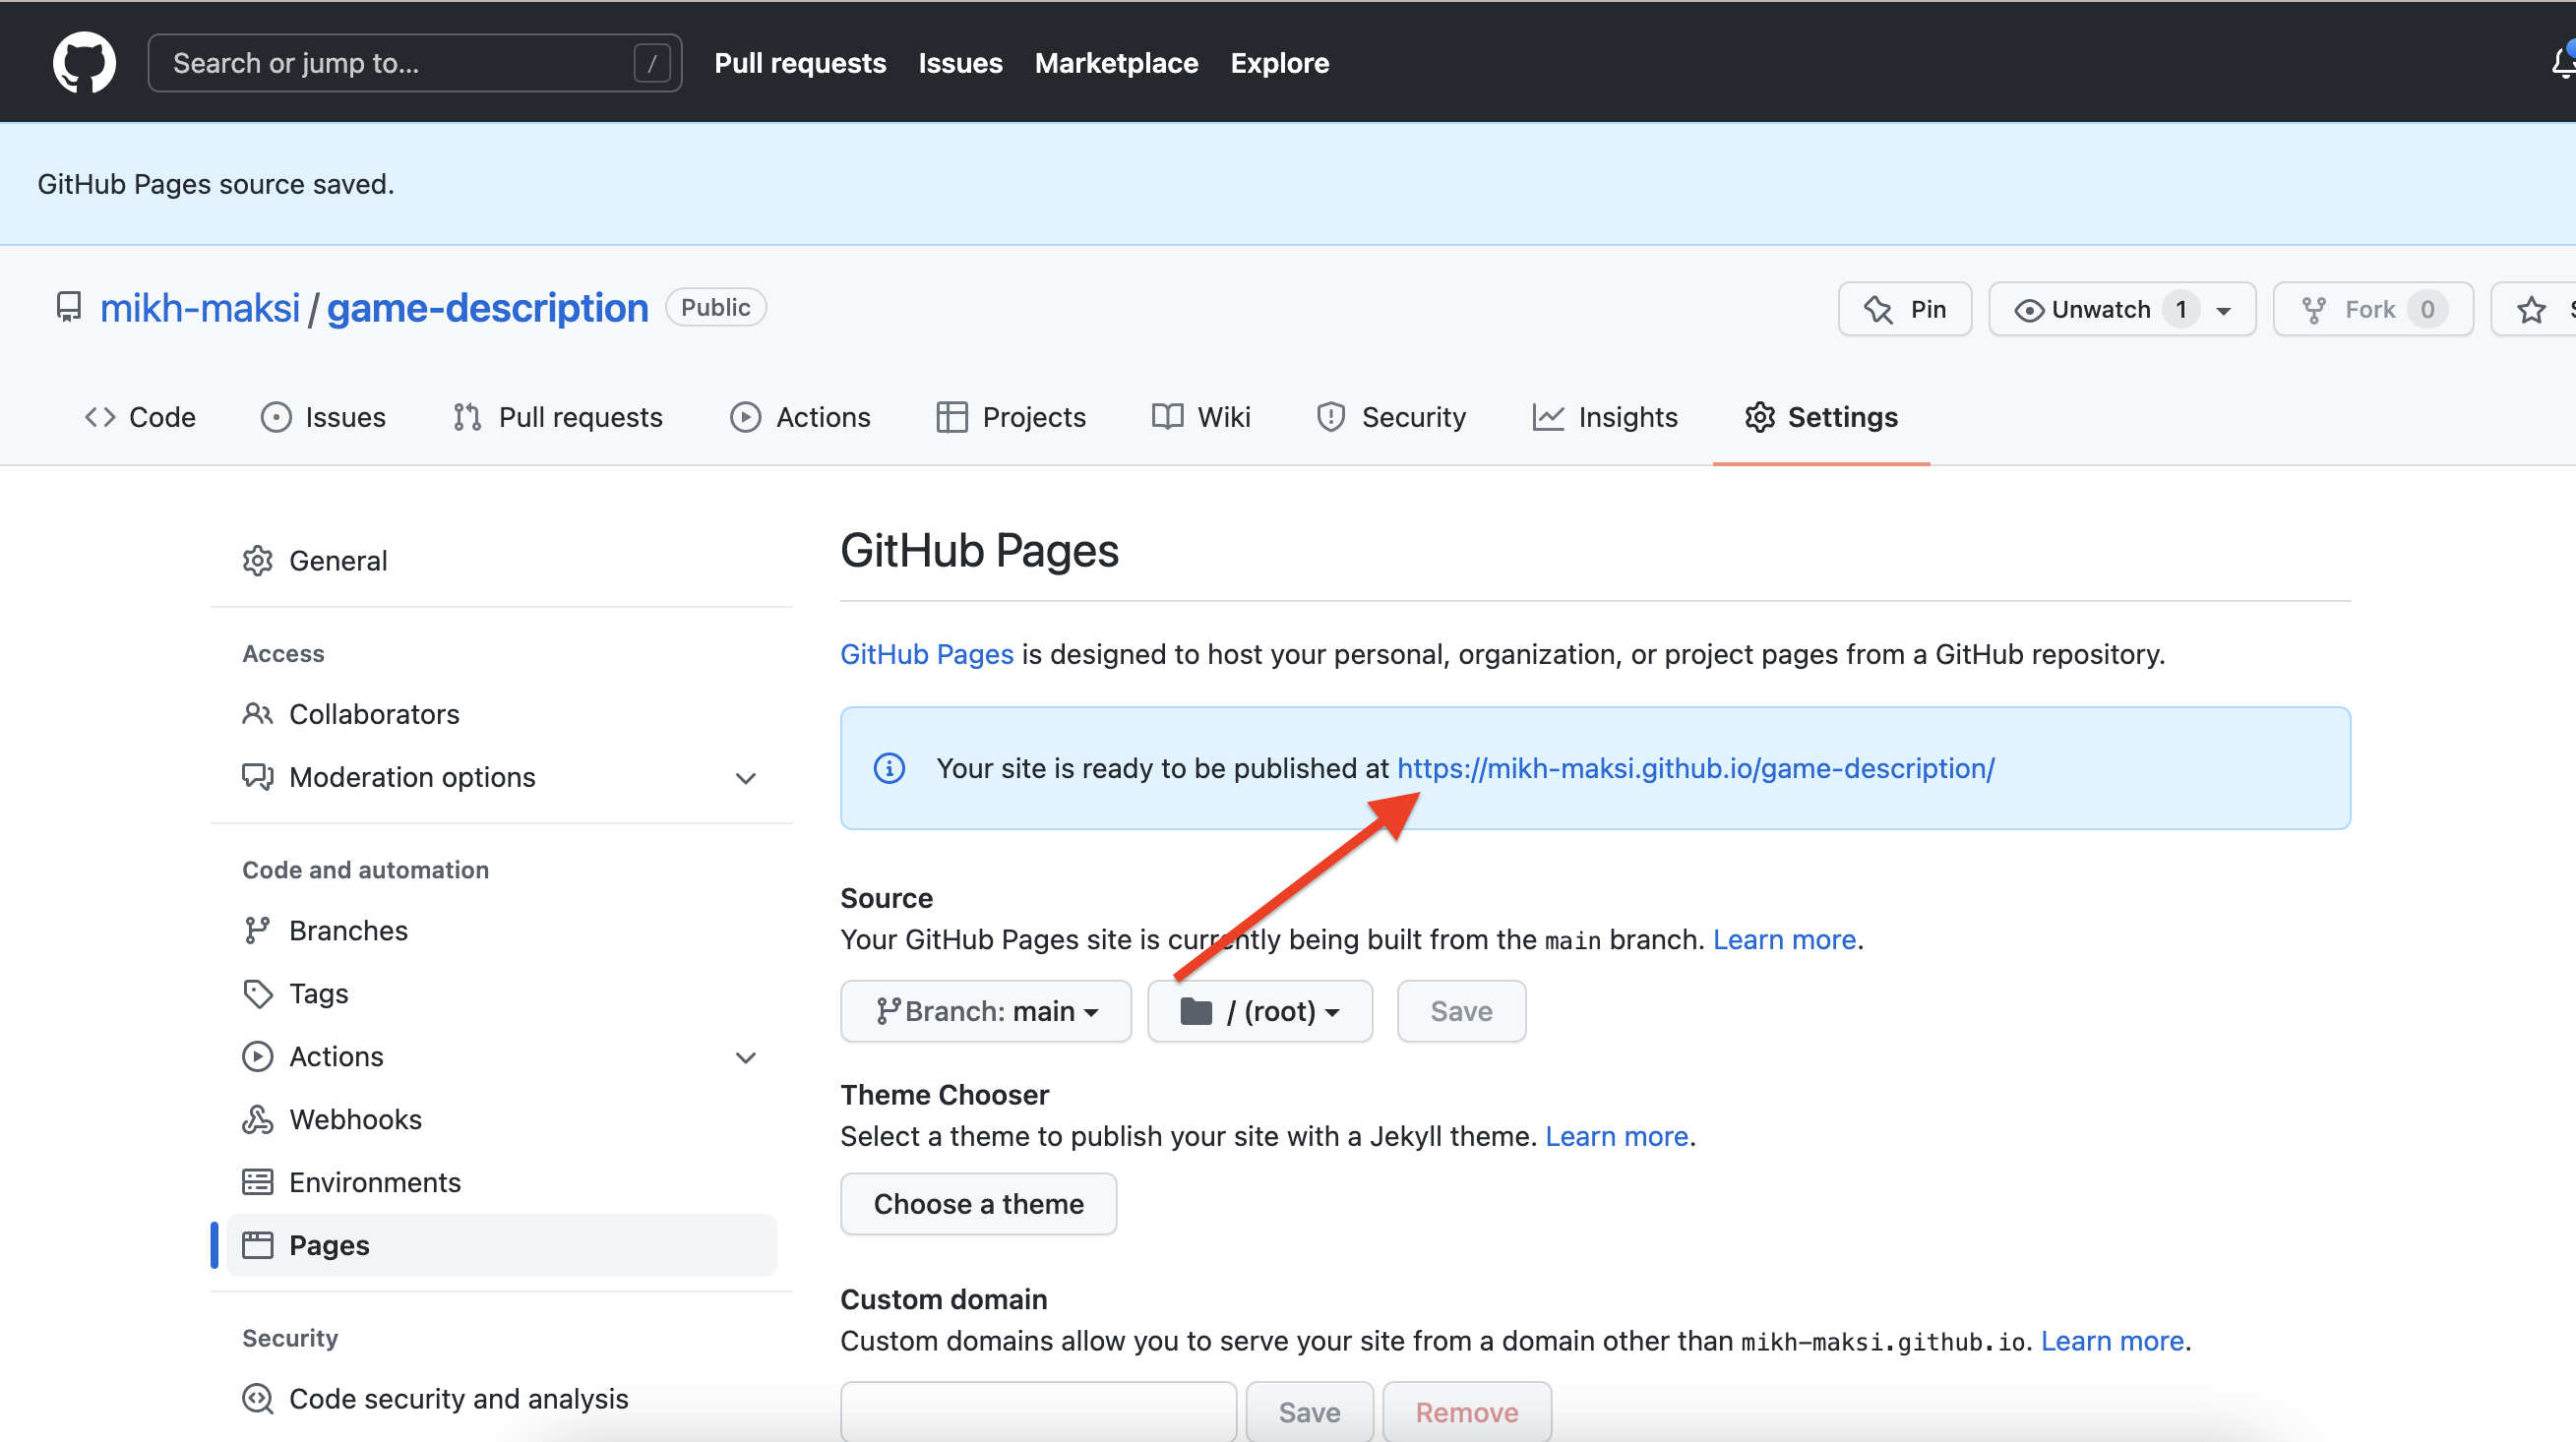 Search or jump to... / Pull requests Issues Marketplace Explore
GitHub Pages source saved.
mikh-maksi / game-description Public Pin Unwatch 1 Fork 0
Code Issues Pull requests Actions Projects Wiki Security Insights Settings
General
Access
Collaborators
Moderation options
Code and automation
Branches
Tags
Actions
Webhooks
Environments
Pages
Security
Code security and analysis
GitHub Pages
GitHub Pages is designed to host your personal, organization, or project pages from a GitHub repository.
Your site is ready to be published at https://mikh-maksi.github.io/game-description/
Source
Your GitHub Pages site is currently being built from the main branch. Learn more.
Branch: main / (root) Save
Theme Chooser
Select a theme to publish your site with a Jekyll theme. Learn more.
Choose a theme
Custom domain
Custom domains allow you to serve your site from a domain other than mikh-maksi.github.io. Learn more.
Save Remove